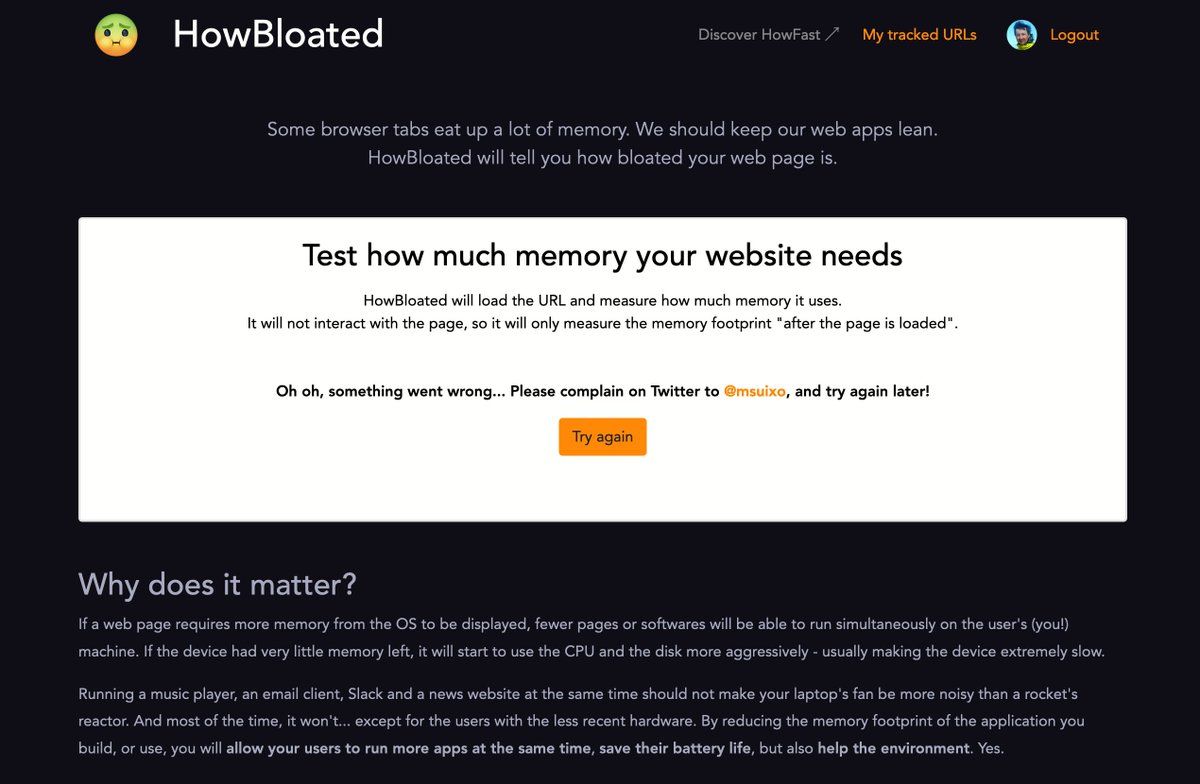 HowBloated
Discover HowFast ↗
My tracked URLs
Logout
Some browser tabs eat up a lot of memory. We should keep our web apps lean.
HowBloated will tell you how bloated your web page is.
Test how much memory your website needs
HowBloated will load the URL and measure how much memory it uses.
It will not interact with the page, so it will only measure the memory footprint "after the page is loaded".
Oh oh, something went wrong... Please complain on Twitter to @msuixo, and try again later!
Try again
Why does it matter?
If a web page requires more memory from the OS to be displayed, fewer pages or softwares will be able to run simultaneously on the user's (you!)
machine. If the device had very little memory left, it will start to use the CPU and the disk more aggressively - usually making the device extremely slow.
Running a music player, an email client, Slack and a news website at the same time should not make your laptop's fan be more noisy than a rocket's
reactor. And most of the time, it won't... except for the users with the less recent hardware. By reducing the memory footprint of the application you
build, or use, you will allow your users to run more apps at the same time, save their battery life, but also help the environment. Yes.